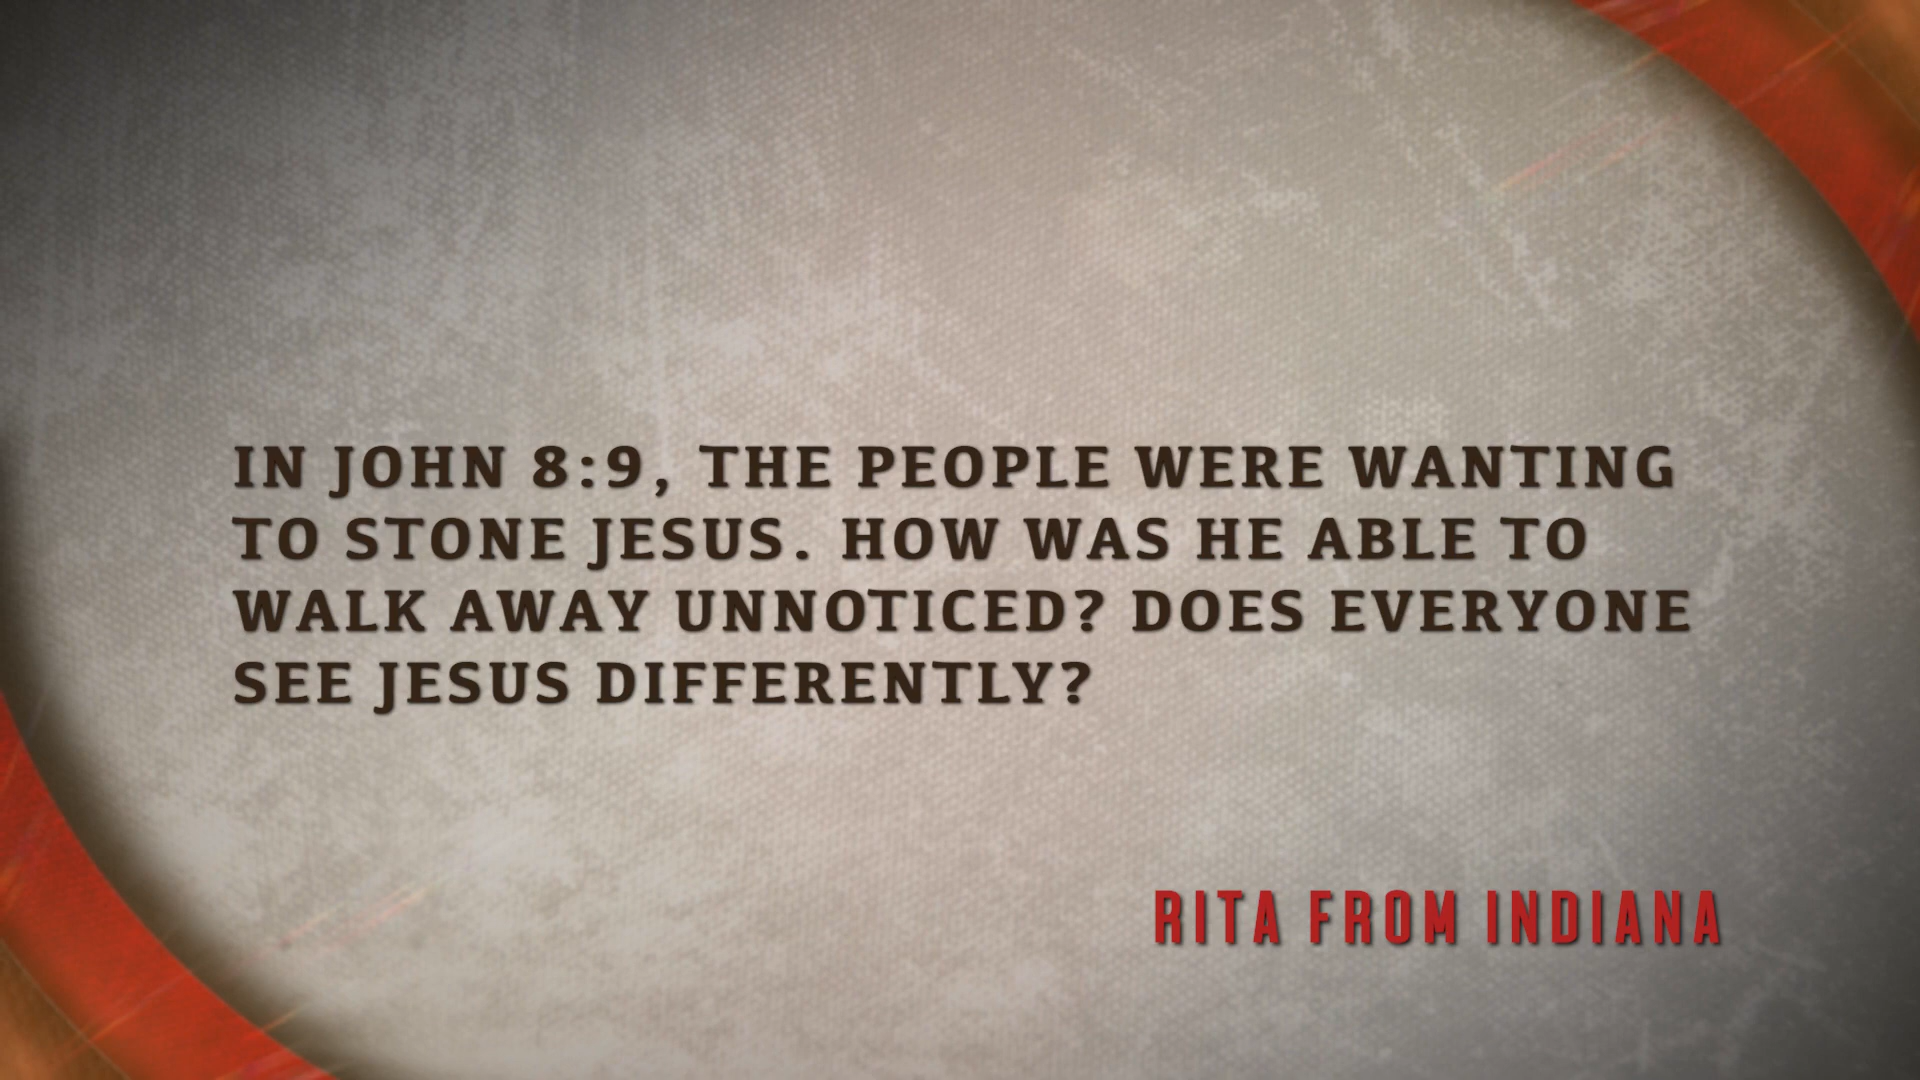 IN JOHN 8:9, THE PEOPLE WERE WANTING
TO STONE JESUS. HOW WAS HE ABLE TO
WALK AWAY UNNOTICED? DOES EVERYONE
SEE JESUS DIFFERENTLY?
RITA FROM INDIANA